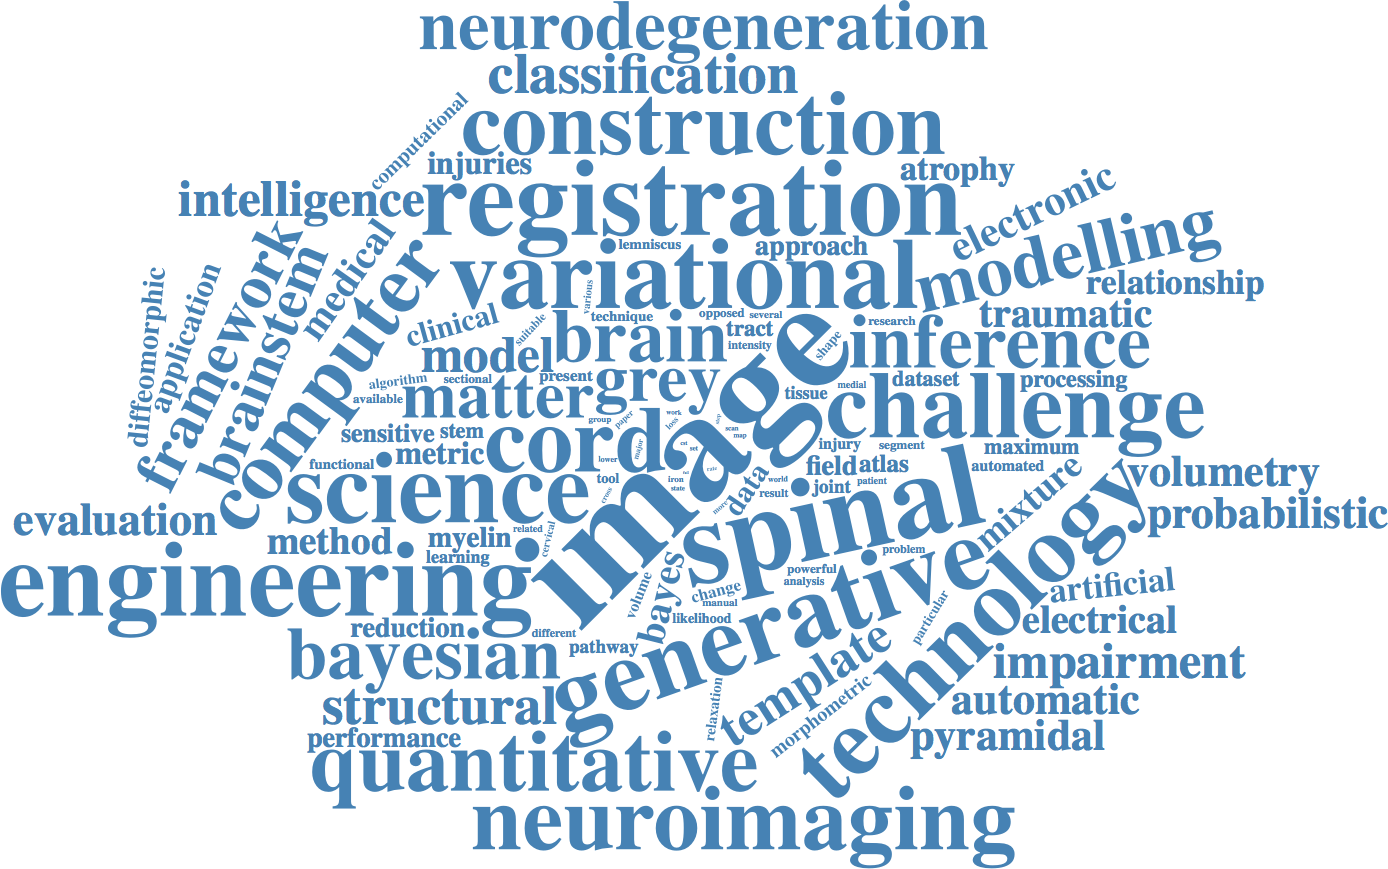 neurodegeneration
classification
computational
construction
injuries
atrophy
intelligence
registration
electronic
lemniscus
approach
modelling
relationship
variational
framework
medical
brainstem
computer
diffeomorphic
application
clinical
various
suitable
technique
opposed
several
research
traumatic
brain
tract
intensity
shape
inference
model
algorithm
sectional
present
grey
medial
dataset
processing
available
matter
tissue
challenge
image
group
paper
work
loss
step
scan
map
sensitive
stem
cord
major
cst
set
injury
segment
maximum
functional
metric
lower
field
atlas
automated
volumetry
science
tool
iron
state
rate
world
data
result
joint
patient
spinal
mixture
probabilistic
evaluation
cross
more
related
cervical
method
myelin
learning
problem
technology
engineering
volume
bayes
change
manual
powerful
analysis
generative
particular
artificial
electrical
reduction
different
likelihood
pathway
bayesian
template
impairment
structural
relaxation
morphometric
automatic
performance
pyramidal
quantitative
neuroimaging